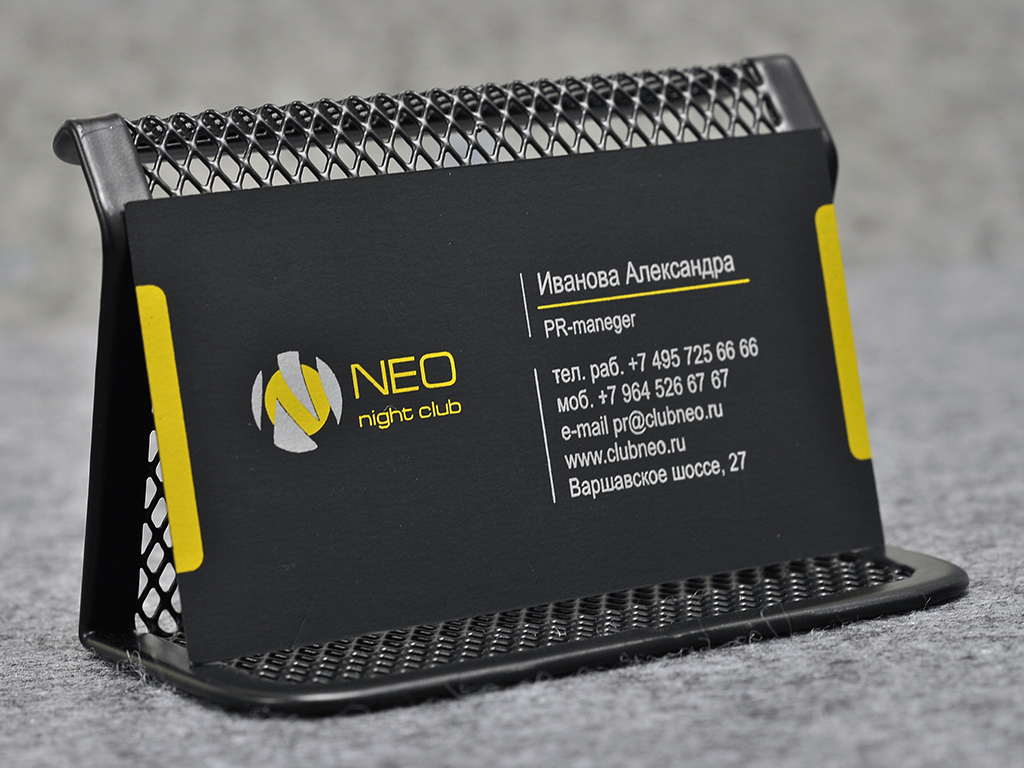 NEO
night club
Иванова Александра
PR-maneger
тел. раб. +7 495 725 66 66
моб. +7 964 526 67 67
e-mail pr@clubneo.ru
www.clubneo.ru
Варшавское шоссе, 27